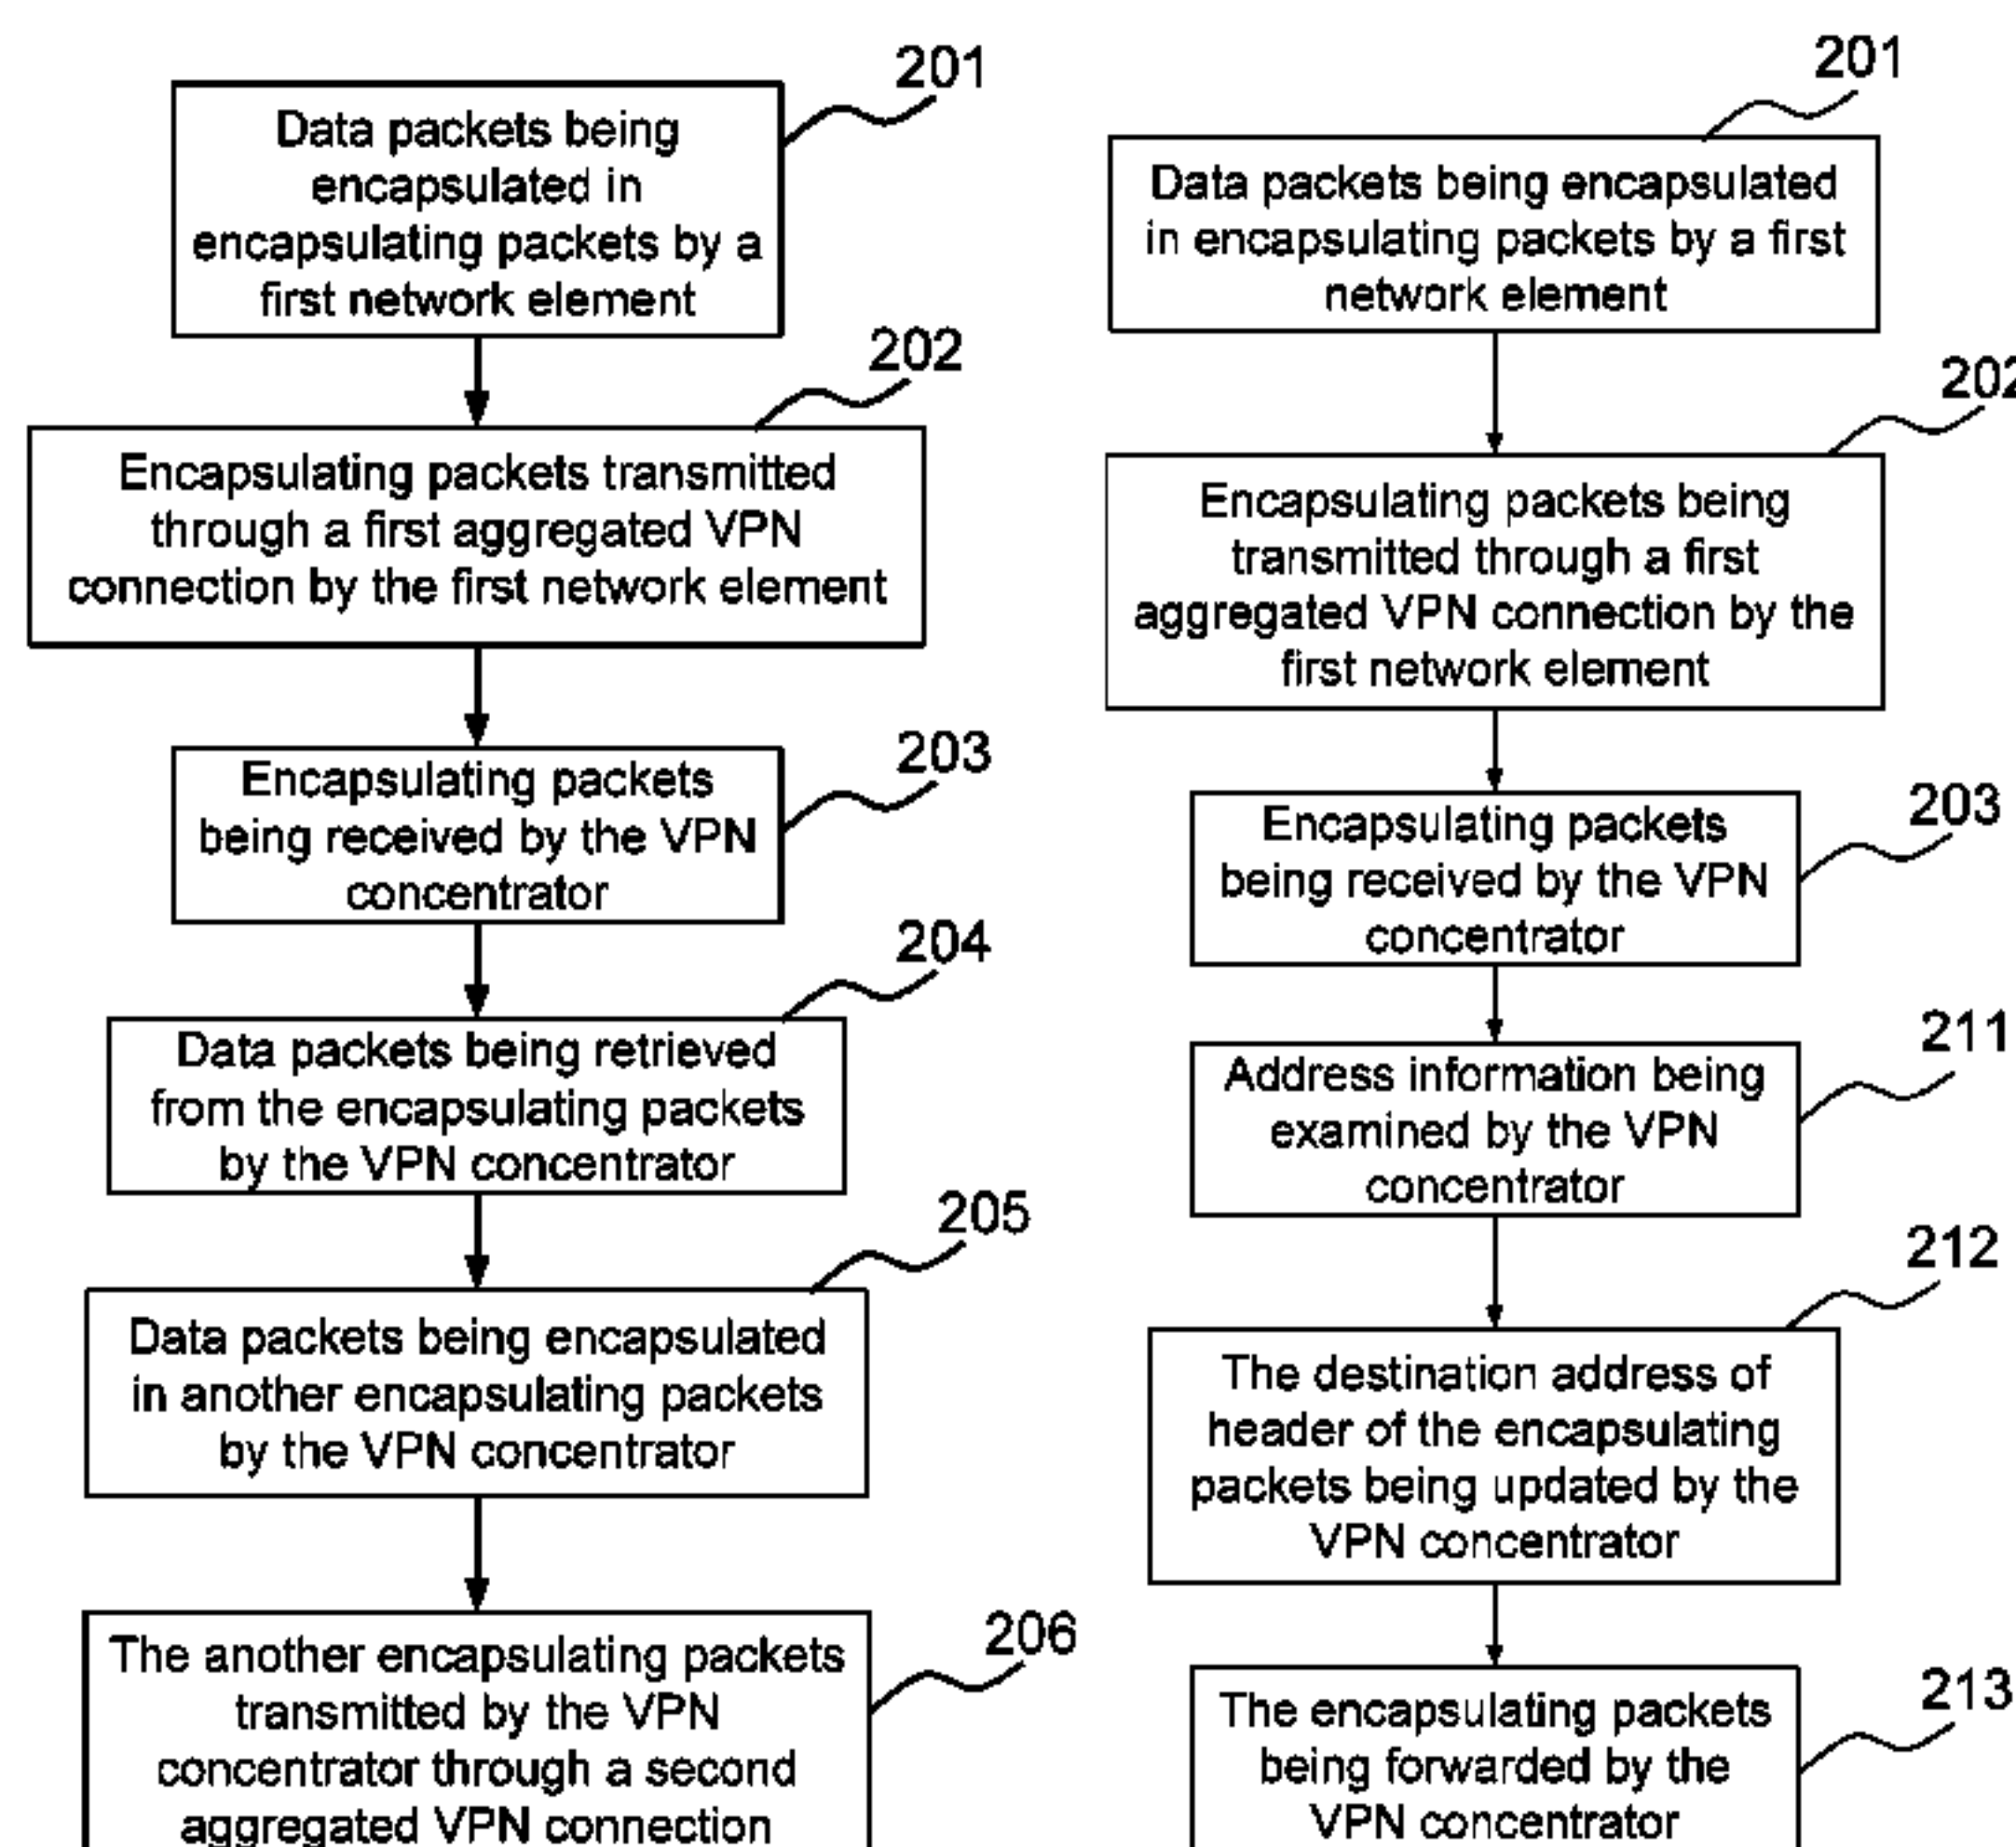 201
Data packets being
encapsulated in
encapsulating packets by a
first network element
202
Encapsulating packets transmitted
through a first aggregated VPN
connection by the first network element
203
Encapsulating packets
being received by the VPN
concentrator
204
Data packets being retrieved
from the encapsulating packets
by the VPN concentrator
205
Data packets being encapsulated
in another encapsulating packets
by the VPN concentrator
206
The another encapsulating packets
transmitted by the VPN
concentrator through a second
aggregated VPN connection
201
Data packets being encapsulated
in encapsulating packets by a first
network element
202
Encapsulating packets being
transmitted through a first
aggregated VPN connection by the
first network element
203
Encapsulating packets
being received by the VPN
concentrator
211
Address information being
examined by the VPN
concentrator
212
The destination address of
header of the encapsulating
packets being updated by the
VPN concentrator
213
The encapsulating packets
being forwarded by the
VPN concentrator